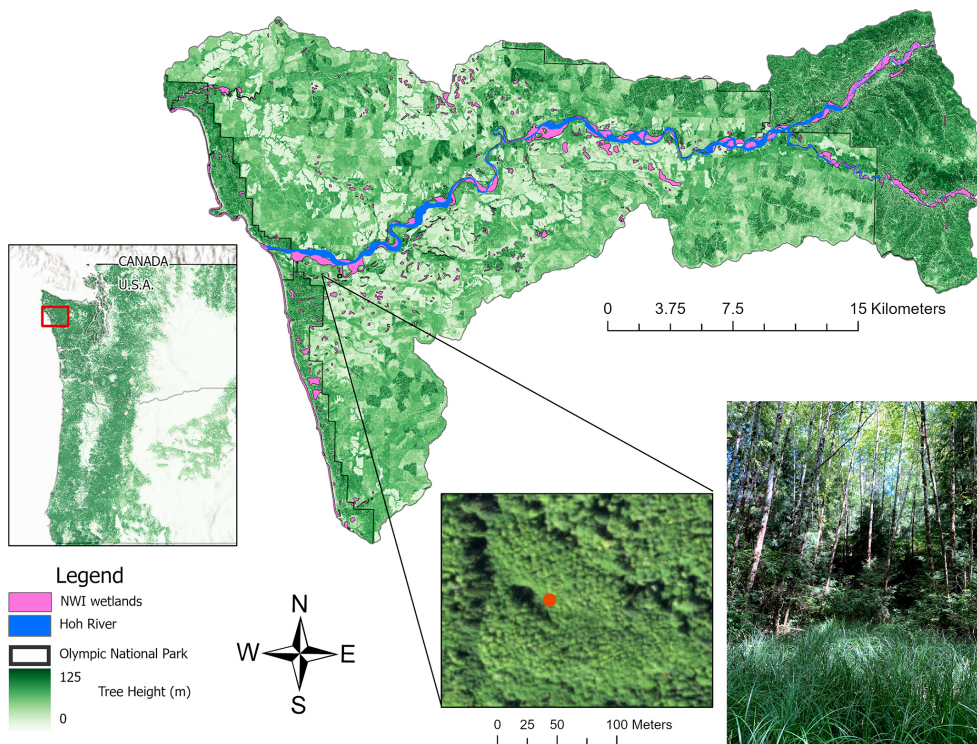 CANADA
U.S.A.
0 3.75 7.5 15 Kilometers
Legend
NWI wetlands
Hoh River
Olympic National Park
125
Tree Height (m)
0
N
W E
S
0 25 50 100 Meters